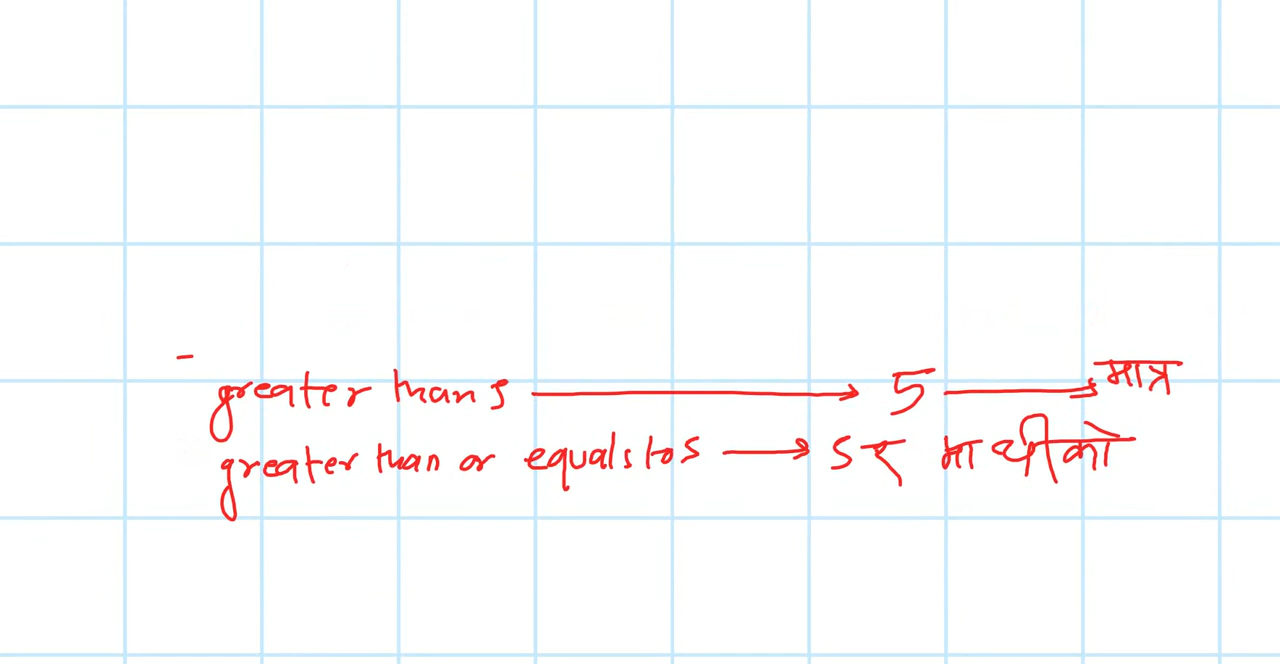 greater than 5 → 5 → मात्र
greater than or equals to 5 → 5 र माथीको